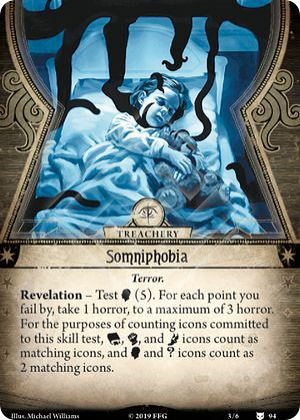 TREACHERY
Somniphobia
Terror.
Revelation – Test (5). For each point you
fail by, take 1 horror, to a maximum of 3 horror.
For the purposes of counting icons committed
to this skill test, , , and icons count as
matching icons, and and ? icons count as
2 matching icons.
Illus. Michael Williams © 2019 FFG 3/6 94